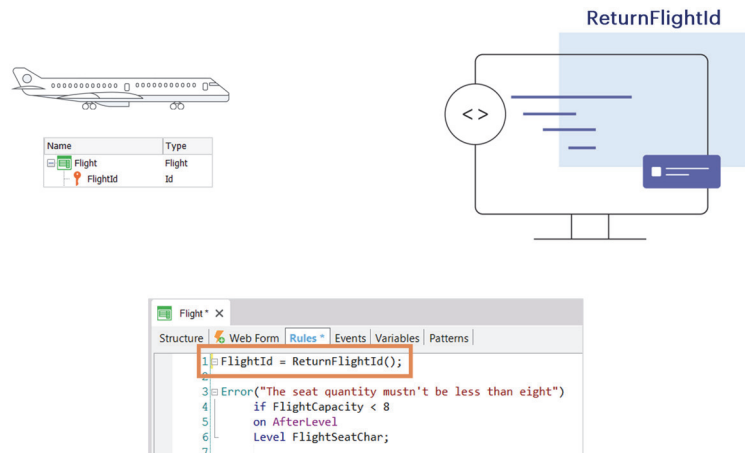 ReturnFlightId
< >
Name Type
Flight Flight
FlightId Id
Flight * X
Structure Web Form Rules * Events Variables Patterns
1 FlightId = ReturnFlightId();
2
3 Error("The seat quantity mustn't be less than eight")
4 if FlightCapacity < 8
5 on AfterLevel
6 Level FlightSeatChar;
7